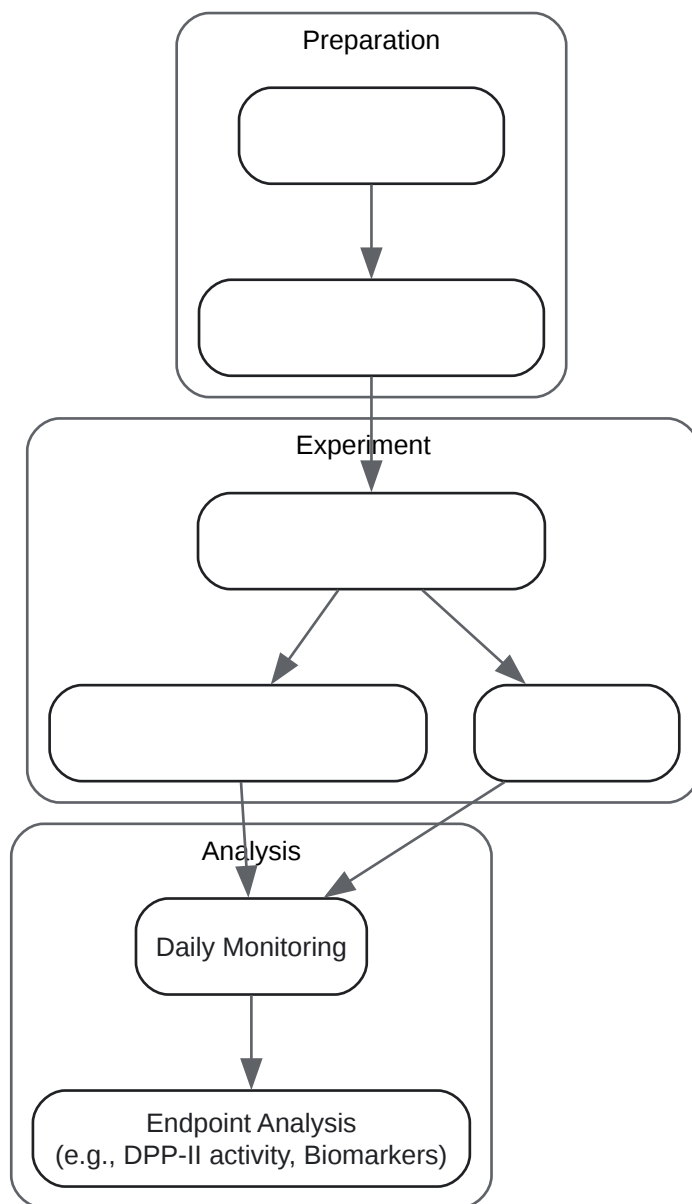 Preparation
Experiment
Analysis
Daily Monitoring
Endpoint Analysis
(e.g., DPP-II activity, Biomarkers)